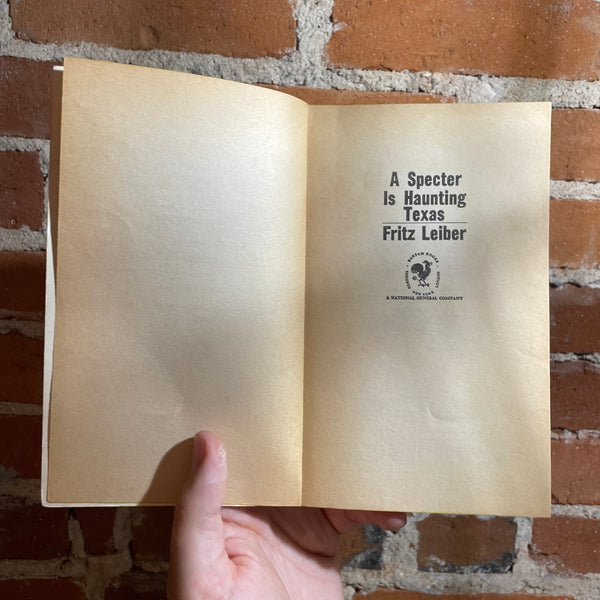 A Specter
Is Haunting
Texas
Fritz Leiber
BANTAM BOOKS
TORONTO
NEW YORK
LONDON
A NATIONAL GENERAL COMPANY